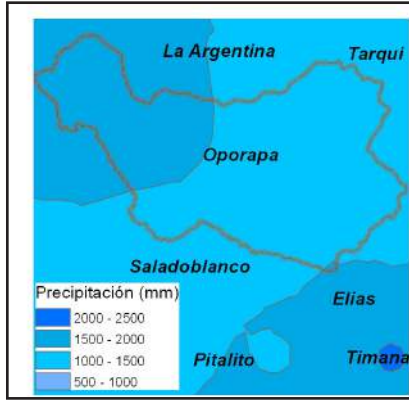 La Argentina
Tarqui
Oporapa
Saladoblanco
Elias
Pitalito
Timana
Precipitación (mm)
2000 - 2500
1500 - 2000
1000 - 1500
500 - 1000